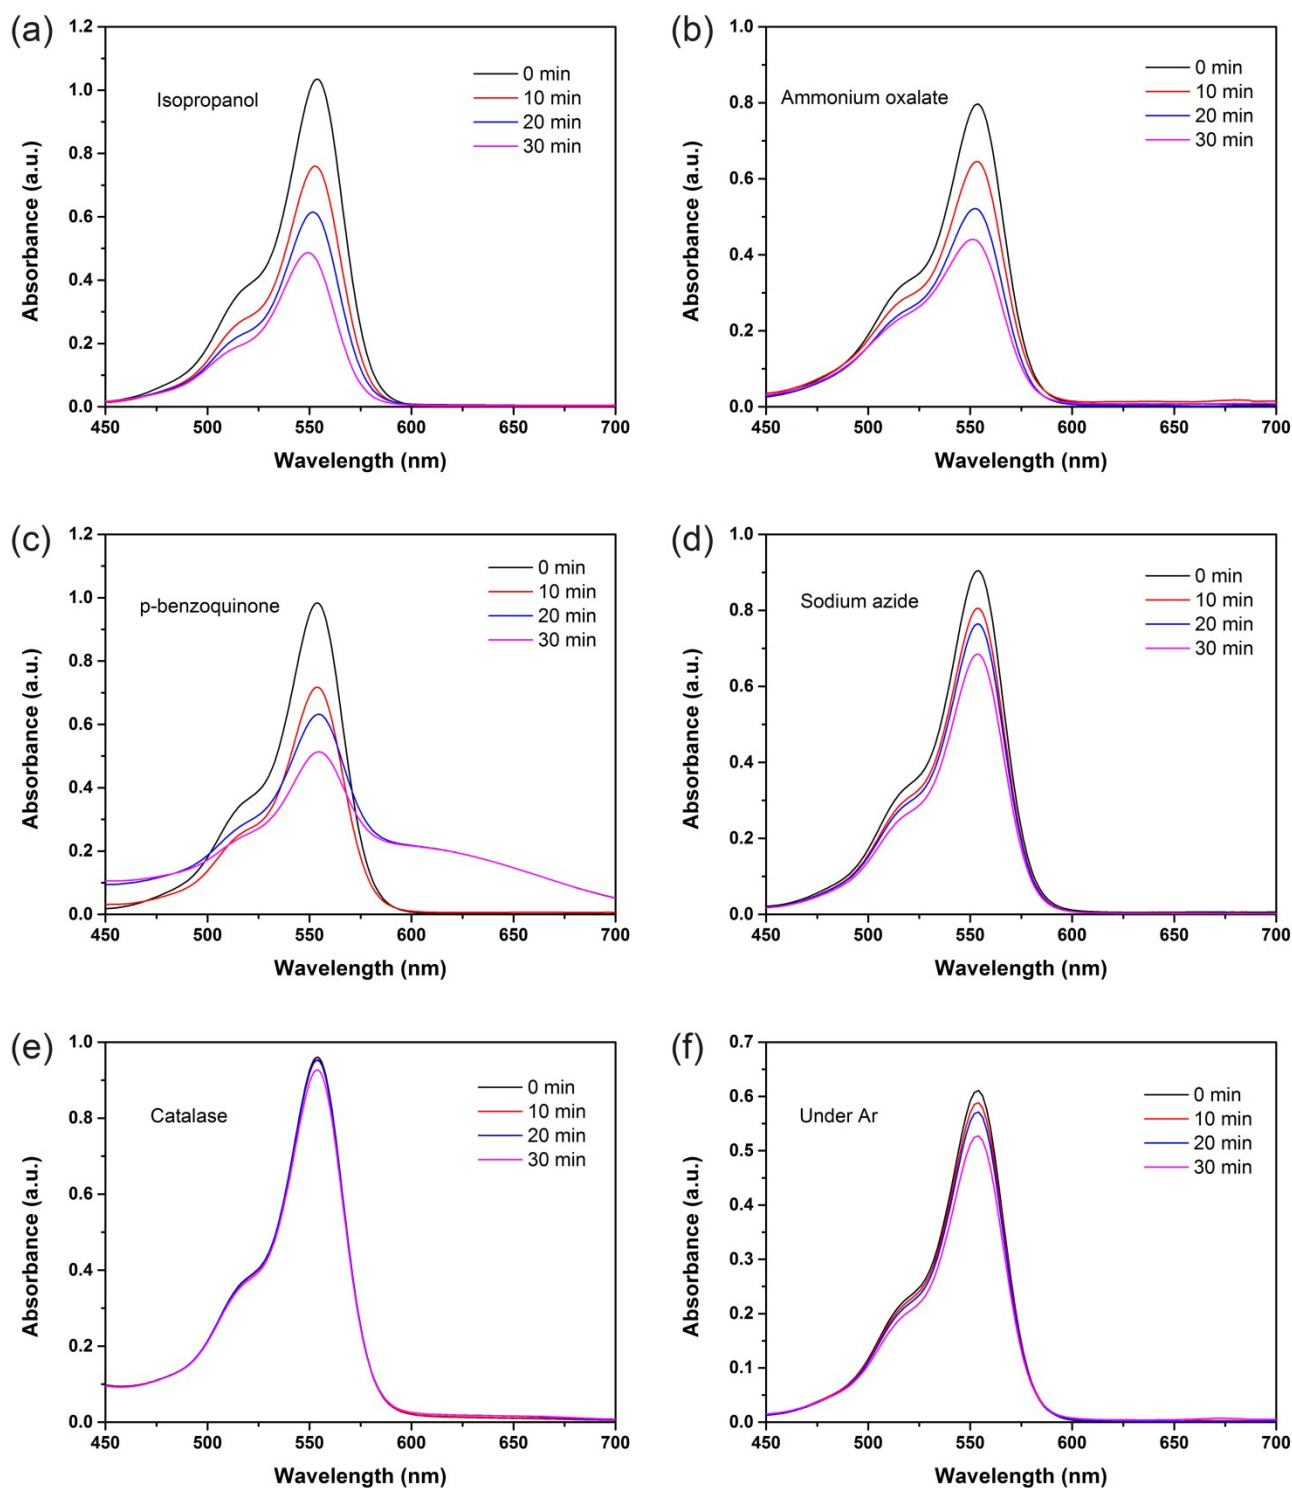 (a)
Isopropanol
0 min
10 min
20 min
30 min
1.2
1.0
0.8
0.6
0.4
0.2
0.0
Absorbance (a.u.)
450 500 550 600 650 700
Wavelength (nm)
(b)
Ammonium oxalate
0 min
10 min
20 min
30 min
1.0
0.8
0.6
0.4
0.2
0.0
Absorbance (a.u.)
450 500 550 600 650 700
Wavelength (nm)
(c)
p-benzoquinone
0 min
10 min
20 min
30 min
1.2
1.0
0.8
0.6
0.4
0.2
0.0
Absorbance (a.u.)
450 500 550 600 650 700
Wavelength (nm)
(d)
Sodium azide
0 min
10 min
20 min
30 min
1.0
0.8
0.6
0.4
0.2
0.0
Absorbance (a.u.)
450 500 550 600 650 700
Wavelength (nm)
(e)
Catalase
0 min
10 min
20 min
30 min
1.0
0.8
0.6
0.4
0.2
0.0
Absorbance (a.u.)
450 500 550 600 650 700
Wavelength (nm)
(f)
Under Ar
0 min
10 min
20 min
30 min
0.7
0.6
0.5
0.4
0.3
0.2
0.1
0.0
Absorbance (a.u.)
450 500 550 600 650 700
Wavelength (nm)